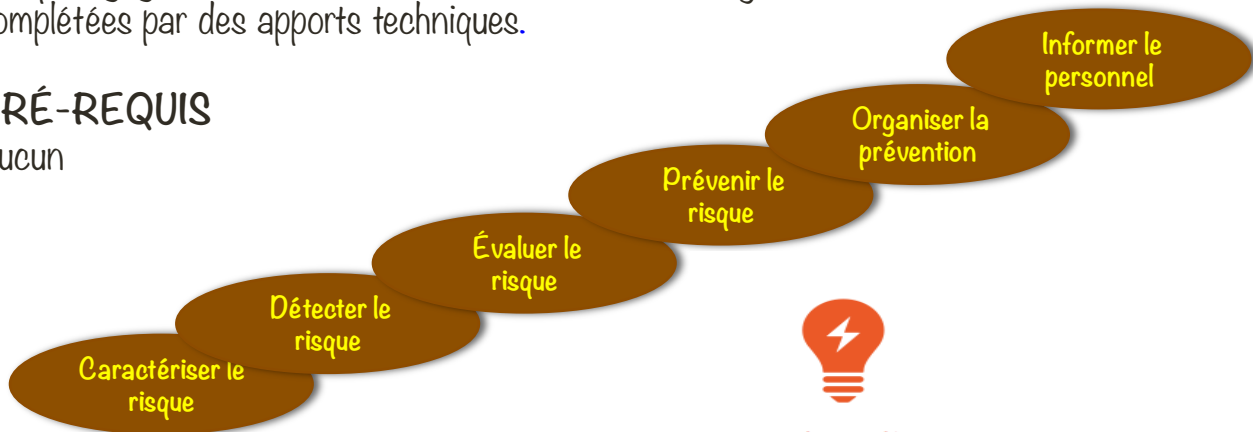 omplétées par des apports techniques.
RÉ-REQUIS
ucun
Informer le
personnel
Organiser la
prévention
Prévenir le
risque
Évaluer le
risque
Détecter le
risque
Caractériser le
risque